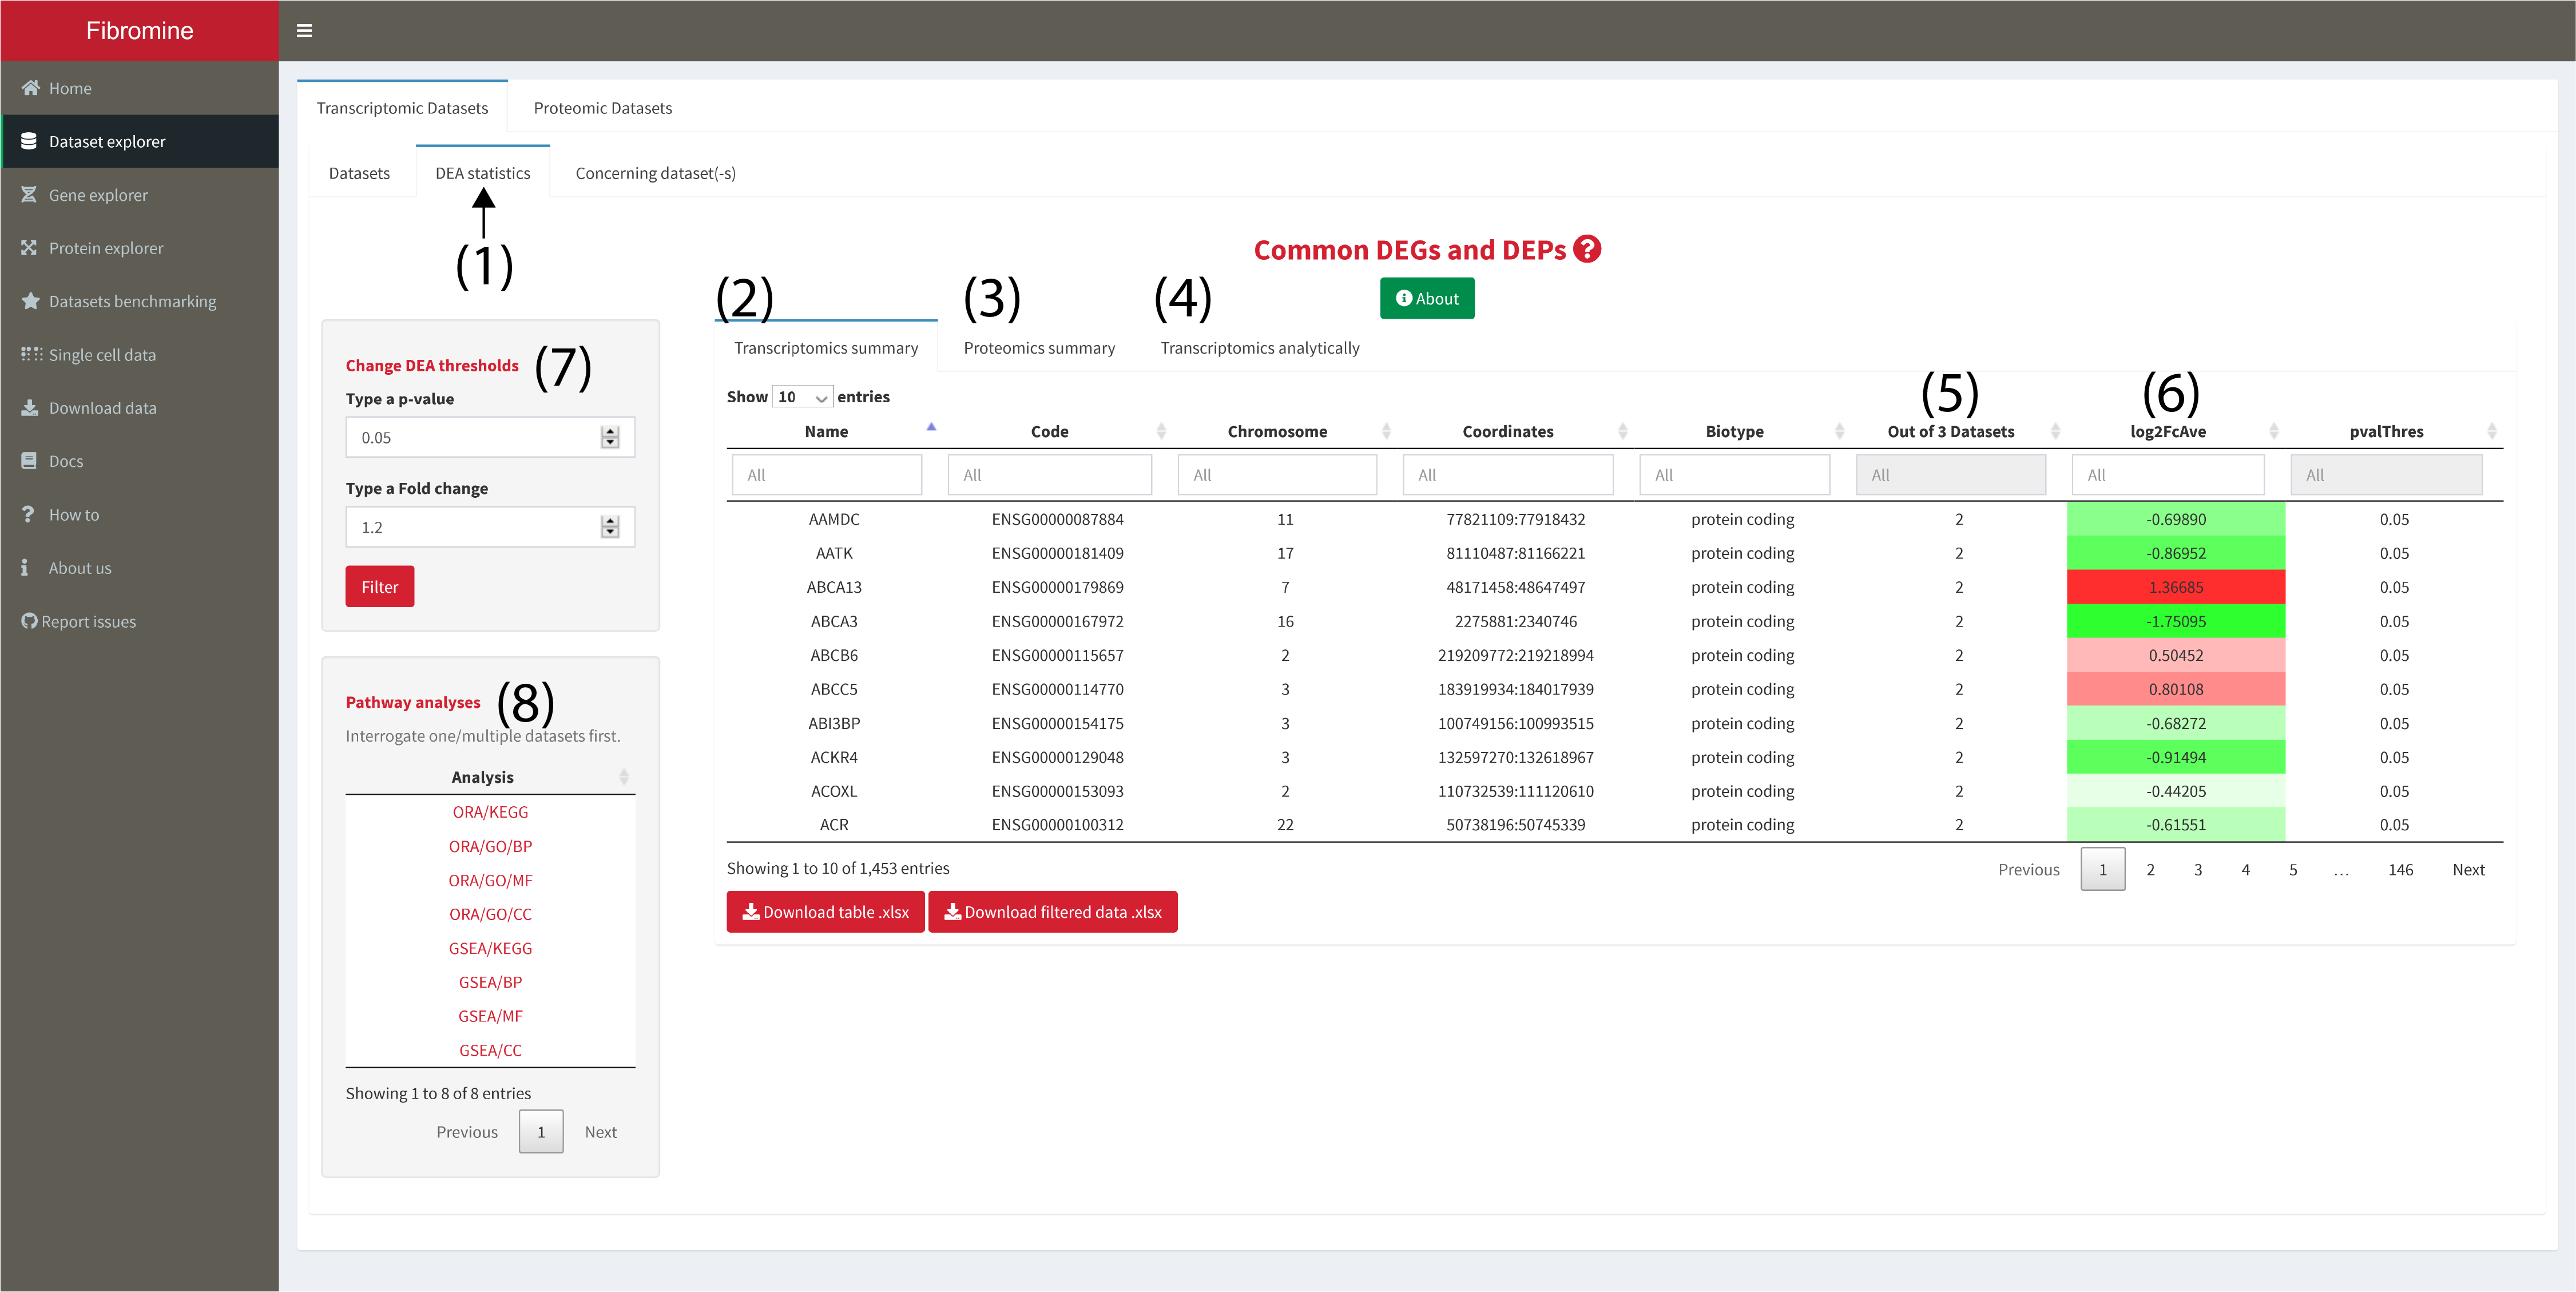 Fibromine
Home
Dataset explorer
Gene explorer
Protein explorer
Datasets benchmarking
Single cell data
Download data
Docs
How to
About us
Report issues
Transcriptomic Datasets Proteomic Datasets
Datasets DEA statistics Concerning dataset(-s)
(1)
Common DEGs and DEPs
About
(7)
Change DEA thresholds
Type a p-value
0.05
Type a Fold change
1.2
Filter
(8)
Pathway analyses
Interrogate one/multiple datasets first.
Analysis
ORA/KEGG
ORA/GO/BP
ORA/GO/MF
ORA/GO/CC
GSEA/KEGG
GSEA/BP
GSEA/MF
GSEA/CC
Showing 1 to 8 of 8 entries
Previous 1 Next
(2) (3) (4)
Transcriptomics summary Proteomics summary Transcriptomics analytically
Show 10 entries
(5) (6)
Name Code Chromosome Coordinates Biotype Out of 3 Datasets log2FcAve pvalThres
All All All All All All All All
AAMDC ENSG00000087884 11 77821109:77918432 protein coding 2 -0.69890 0.05
AATK ENSG00000181409 17 81110487:81166221 protein coding 2 -0.86952 0.05
ABCA13 ENSG00000179869 7 48171458:48647497 protein coding 2 1.36685 0.05
ABCA3 ENSG00000167972 16 2275881:2340746 protein coding 2 -1.75095 0.05
ABCB6 ENSG00000115657 2 219209772:219218994 protein coding 2 0.50452 0.05
ABCC5 ENSG00000114770 3 183919934:184017939 protein coding 2 0.80108 0.05
ABI3BP ENSG00000154175 3 100749156:100993515 protein coding 2 -0.68272 0.05
ACKR4 ENSG00000129048 3 132597270:132618967 protein coding 2 -0.91494 0.05
ACOXL ENSG00000153093 2 110732539:111120610 protein coding 2 -0.44205 0.05
ACR ENSG00000100312 22 50738196:50745339 protein coding 2 -0.61551 0.05
Showing 1 to 10 of 1,453 entries
Previous 1 2 3 4 5 … 146 Next
Download table .xlsx Download filtered data .xlsx